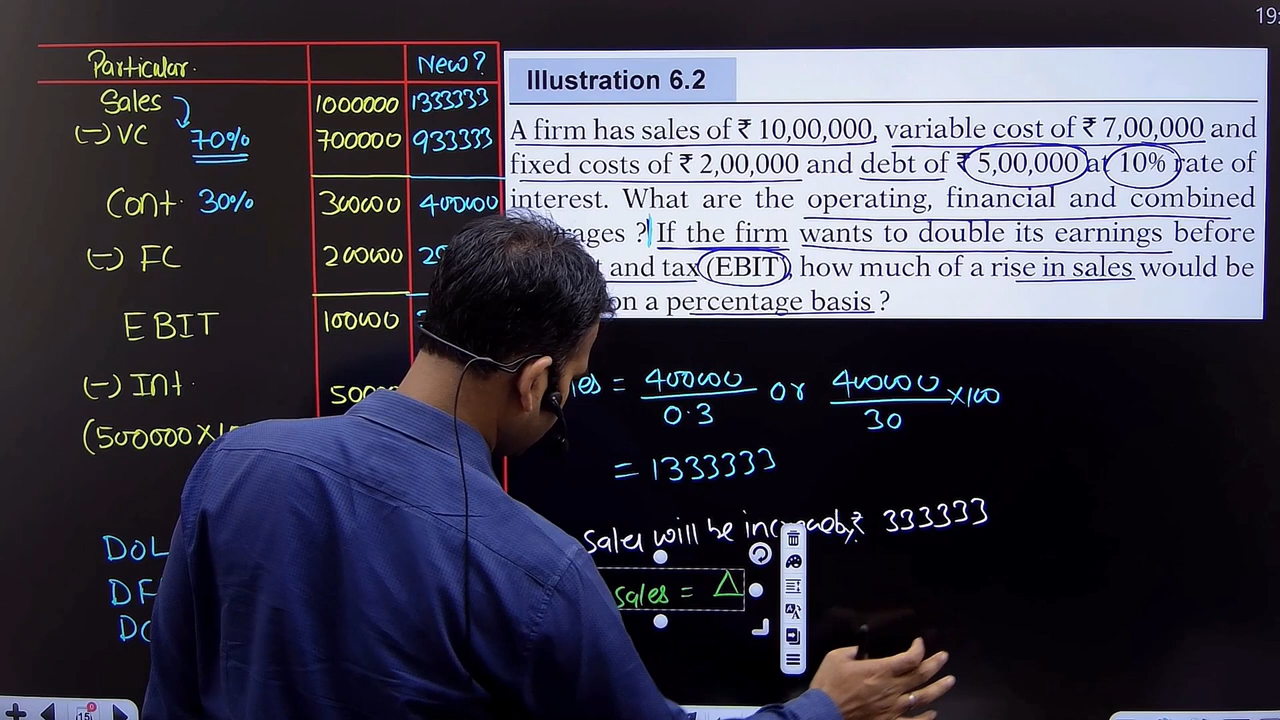 19:
Particular. New?
Sales 1000000 1333333
(-) VC 70% 700000 933333
Cont. 30% 300000 400000
(-) FC 200000
EBIT 100000
(-) Int.
(500000×
DOL
Illustration 6.2
A firm has sales of ₹ 10,00,000, variable cost of ₹ 7,00,000 and
fixed costs of ₹ 2,00,000 and debt of ₹ 5,00,000 at 10% rate of
interest. What are the operating, financial and combined
? If the firm wants to double its earnings before
and tax (EBIT), how much of a rise in sales would be
on a percentage basis ?
= 400000 / 0.3 or 400000 / 30 ×100
= 1333333
Sales will be ₹ 333333
sales = Δ
15